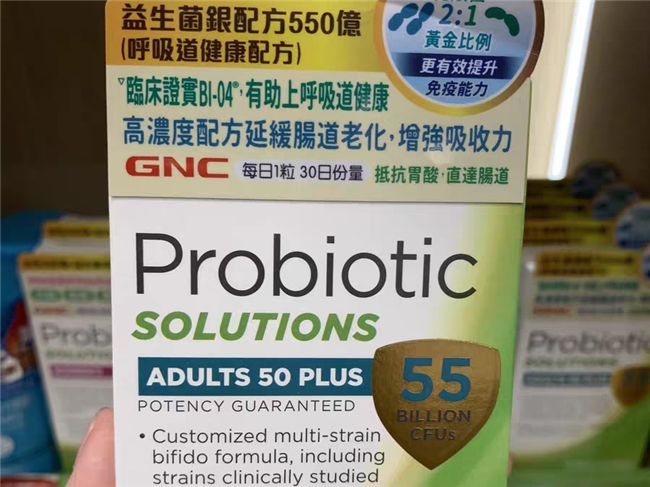 益生菌銀配方550億
(呼吸道健康配方)
2:1
黃金比例
更有效提升
免疫能力
▽臨床證實BI-04®,有助上呼吸道健康
高濃度配方延緩腸道老化,增強吸收力
GNC 每日1粒 30日份量 抵抗胃酸,直達腸道
Probiotic
SOLUTIONS
ADULTS 50 PLUS
POTENCY GUARANTEED
55
BILLION
CFUs
• Customized multi-strain
bifido formula, including
strains clinically studied
Probi
SOLUTIO
Probiotic
SOLUTIONS